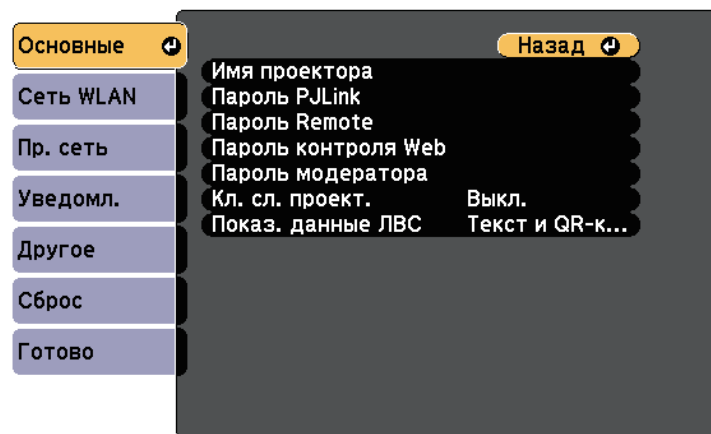 Основные
Сеть WLAN
Пр. сеть
Уведомл.
Другое
Сброс
Готово
Назад
Имя проектора
Пароль PJLink
Пароль Remote
Пароль контроля Web
Пароль модератора
Кл. сл. проект. Выкл.
Показ. данные ЛВС Текст и QR-к...